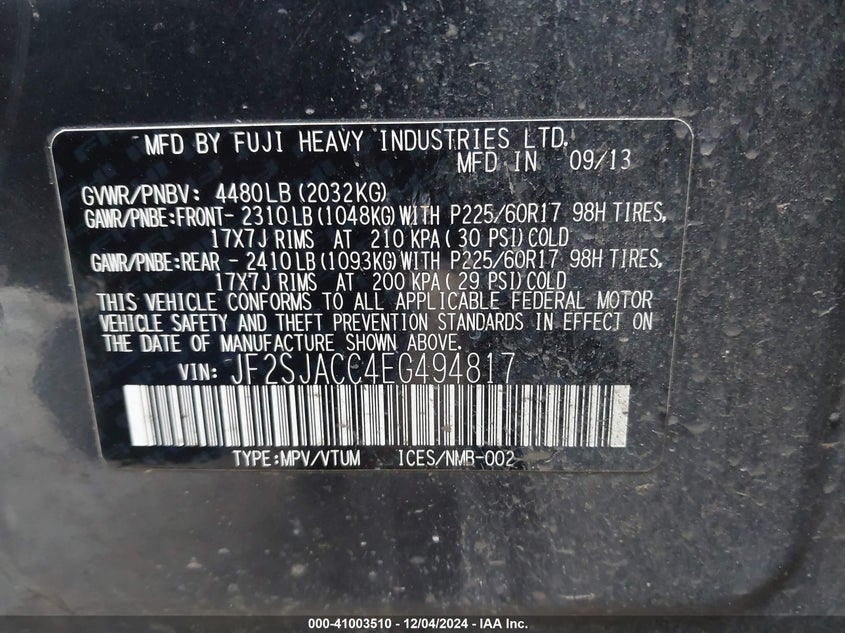 MFD BY FUJI HEAVY INDUSTRIES LTD.
MFD IN 09/13
GVWR/PNBV: 4480LB (2032KG)
GAWR/PNBE:FRONT- 2310LB (1048KG) WITH P225/60R17 98H TIRES,
17X7J RIMS AT 210 KPA ( 30 PSI) COLD
GAWR/PNBE:REAR - 2410LB (1093KG) WITH P225/60R17 98H TIRES,
17X7J RIMS AT 200 KPA ( 29 PSI) COLD
THIS VEHICLE CONFORMS TO ALL APPLICABLE FEDERAL MOTOR
VEHICLE SAFETY AND THEFT PREVENTION STANDARDS IN EFFECT ON
THE DATE OF MANUFACTURE SHOWN ABOVE.
VIN: JF2SJACC4EG494817
TYPE:MPV/VTUM ICES/NMB-002
000-41003510 - 12/04/2024 - IAA Inc.